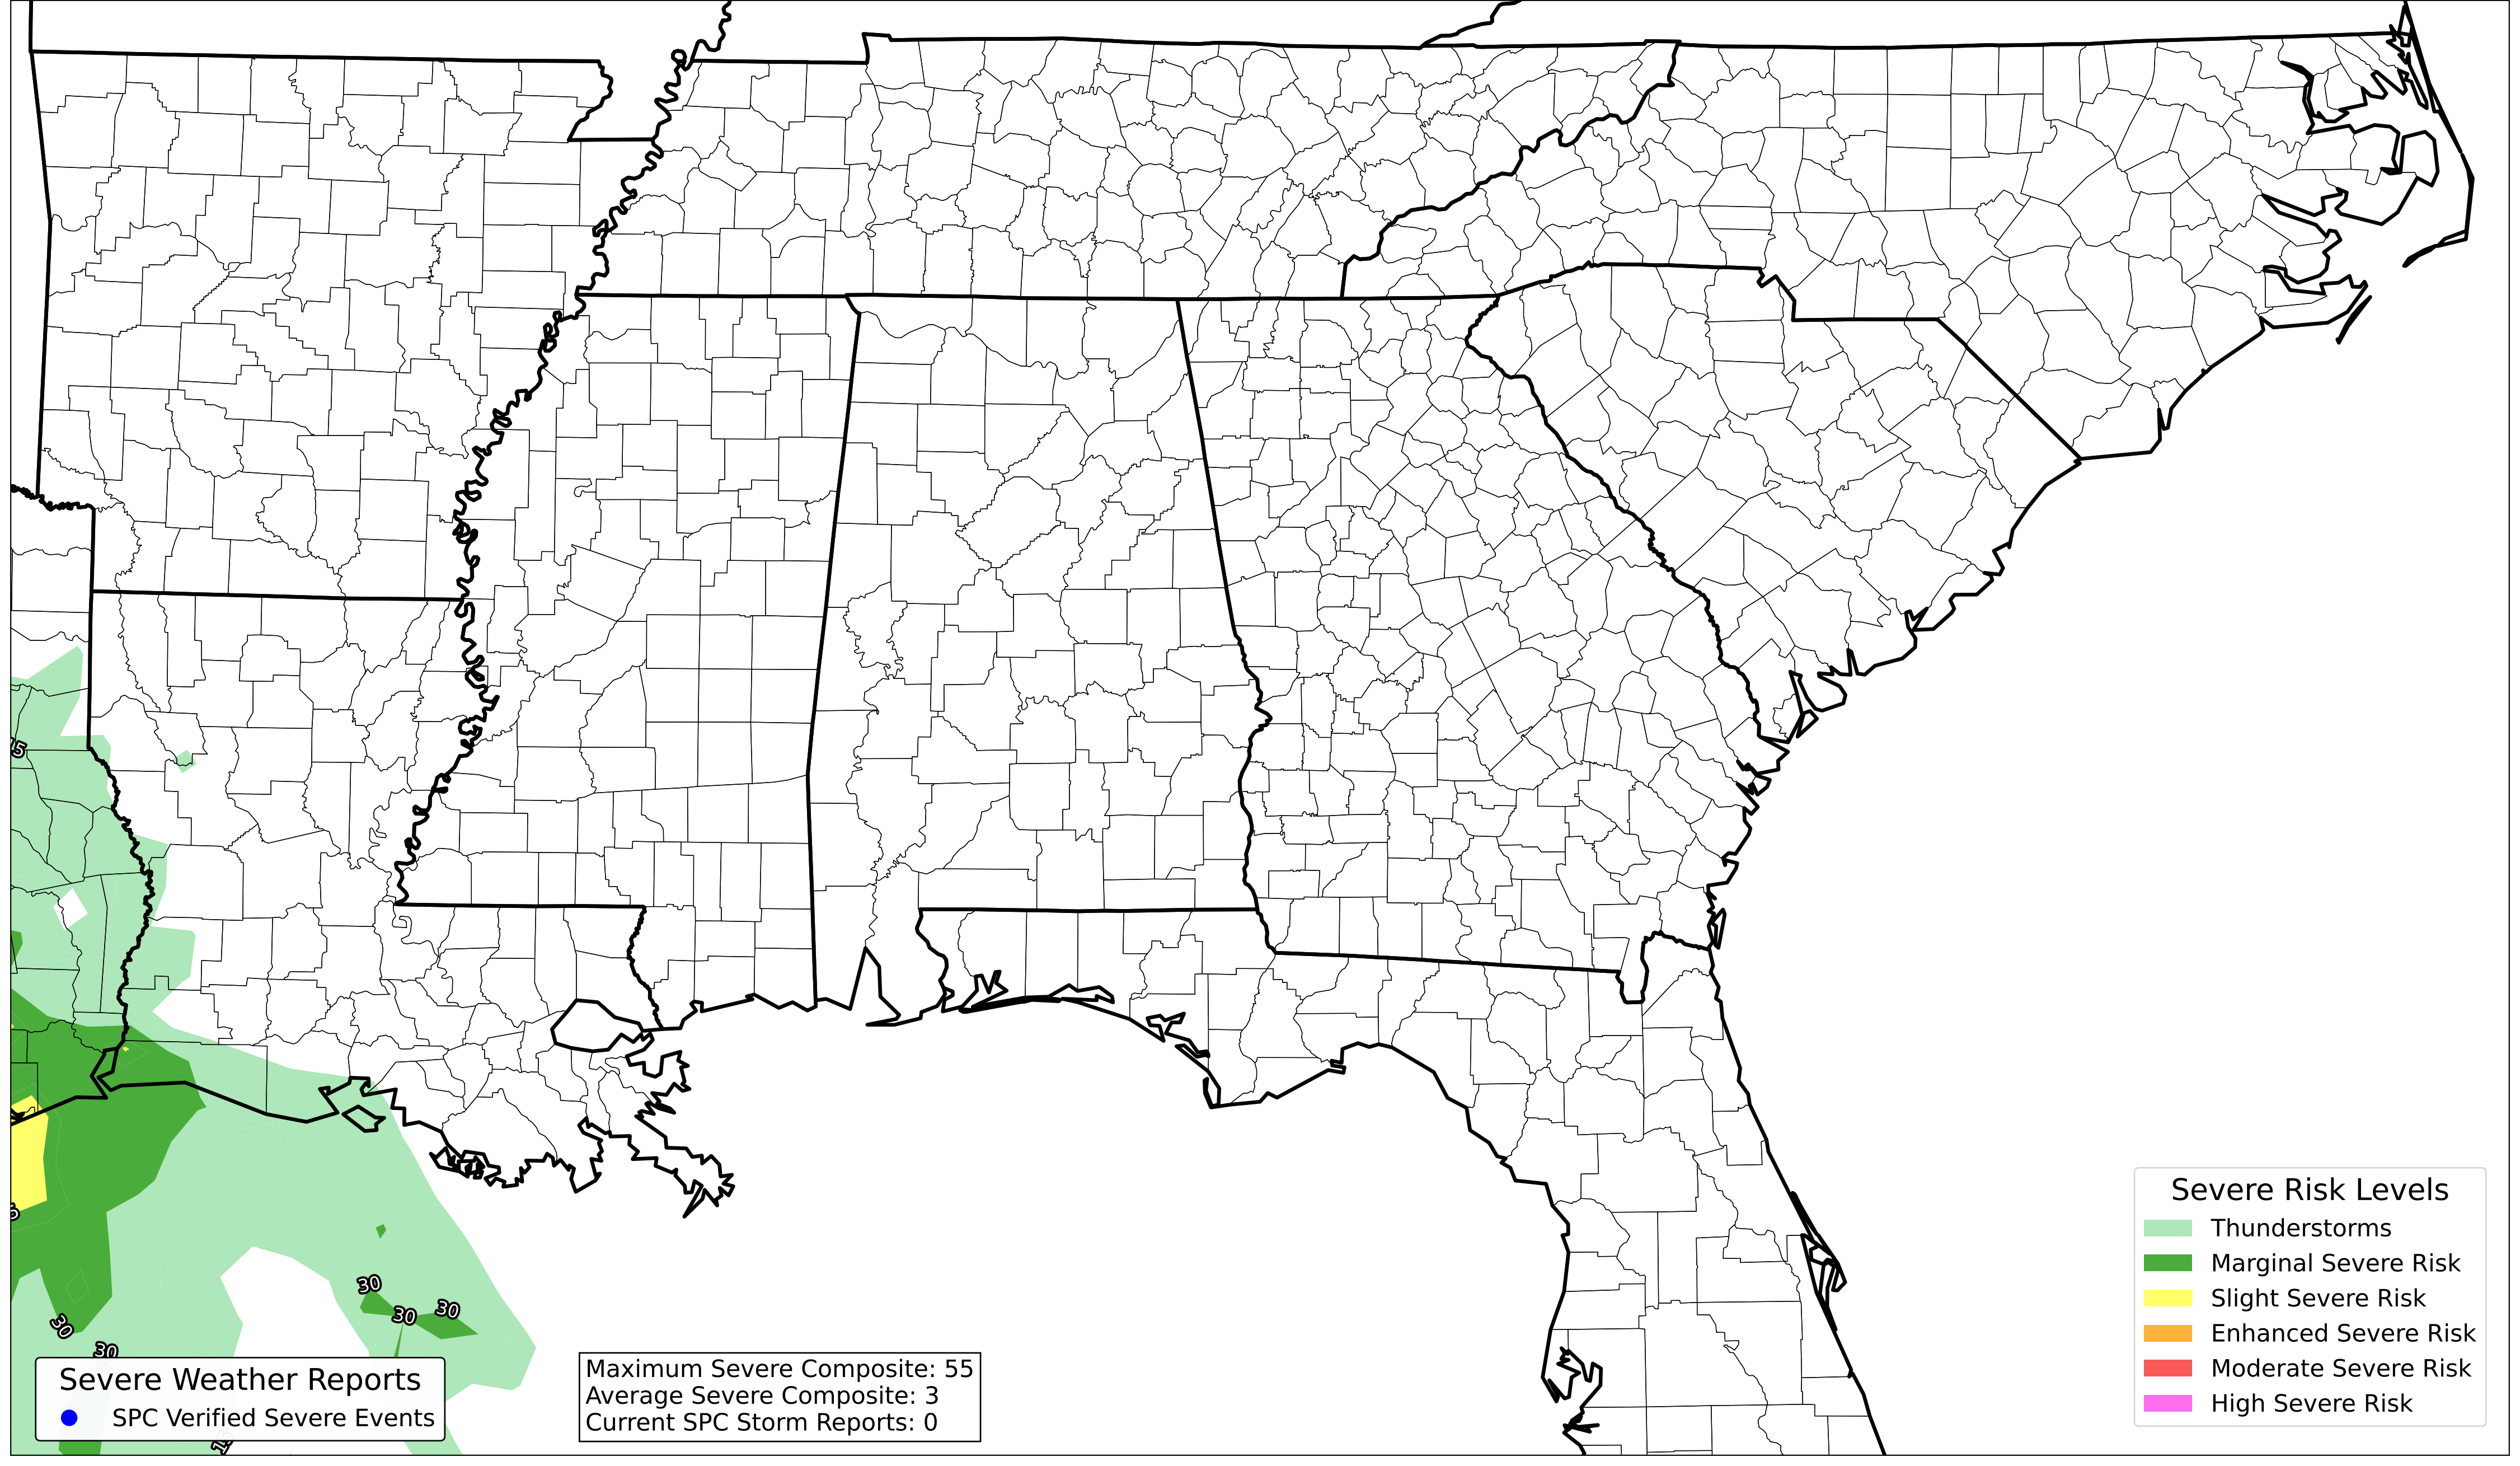 30
30
30
30
30
Severe Weather Reports
SPC Verified Severe Events
Maximum Severe Composite: 55
Average Severe Composite: 3
Current SPC Storm Reports: 0
Severe Risk Levels
Thunderstorms
Marginal Severe Risk
Slight Severe Risk
Enhanced Severe Risk
Moderate Severe Risk
High Severe Risk